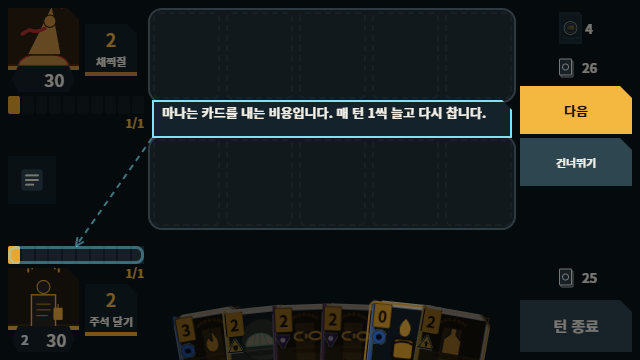 2
채찍질
30
1/1
4
26
마나는 카드를 내는 비용입니다. 매 턴 1씩 늘고 다시 찹니다.
다음
건너뛰기
1/1
2
주석 달기
2 30
3
2
2
2
0
2
25
턴 종료